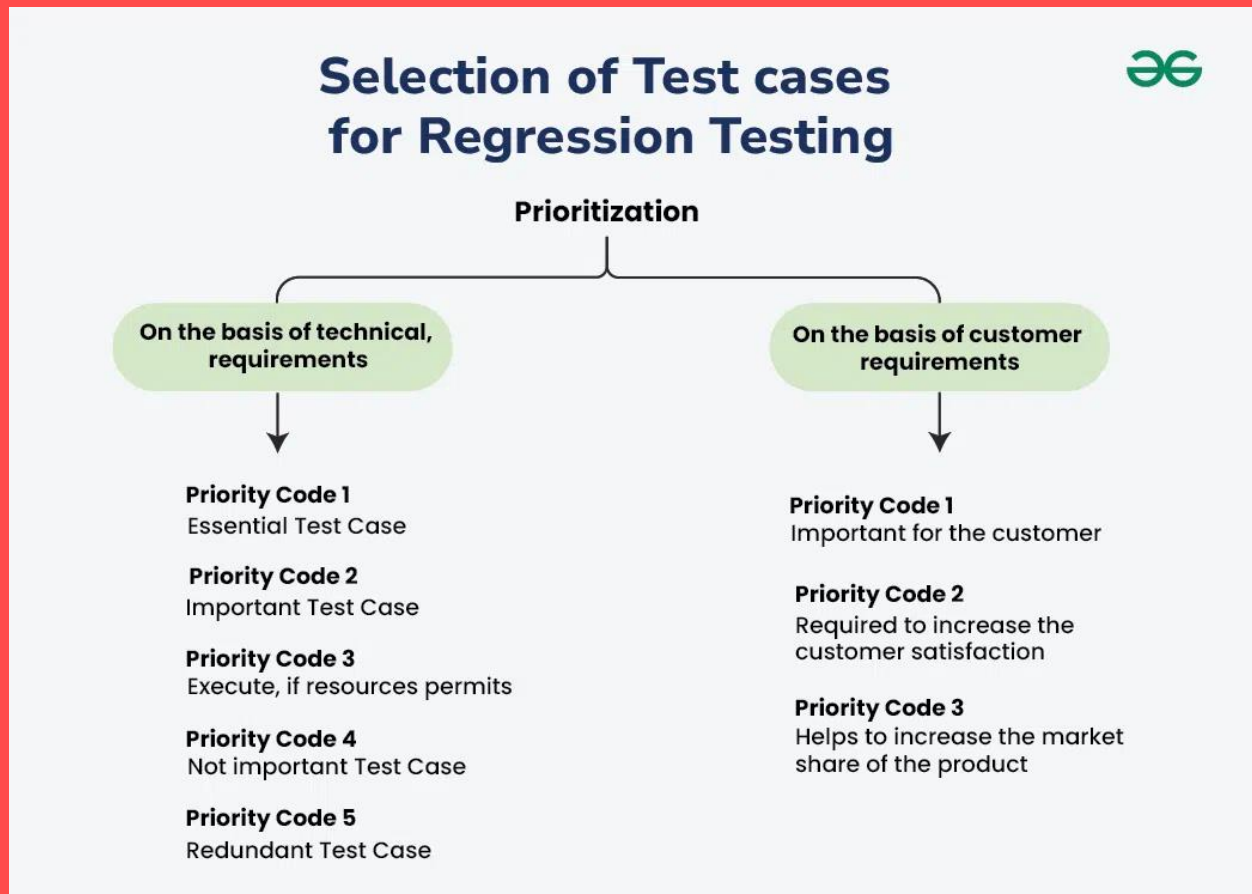 Selection of Test cases
for Regression Testing
Prioritization
On the basis of technical,
requirements
Priority Code 1
Essential Test Case
Priority Code 2
Important Test Case
Priority Code 3
Execute, if resources permits
Priority Code 4
Not important Test Case
Priority Code 5
Redundant Test Case
On the basis of customer
requirements
Priority Code 1
Important for the customer
Priority Code 2
Required to increase the
customer satisfaction
Priority Code 3
Helps to increase the market
share of the product